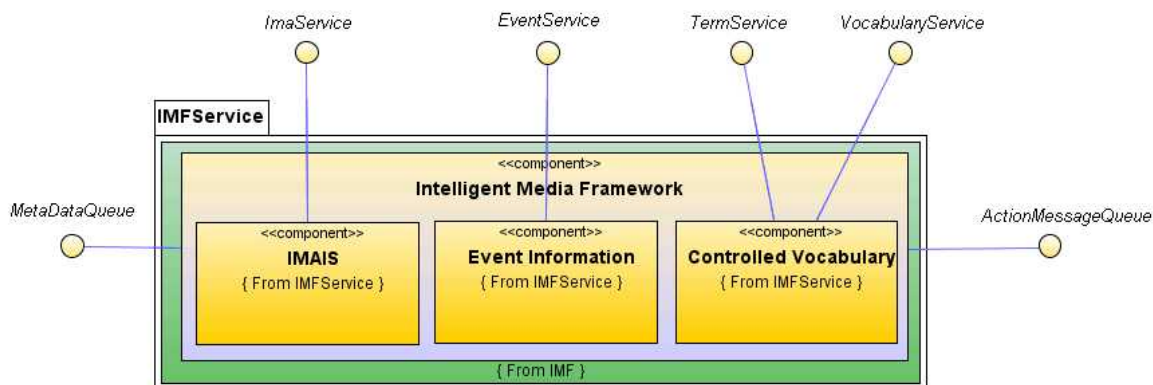 ImaService
EventService
TermService
VocabularyService
IMFService
<<component>>
Intelligent Media Framework
MetaDataQueue
ActionMessageQueue
<<component>>
IMAIS
{ From IMFService }
<<component>>
Event Information
{ From IMFService }
<<component>>
Controlled Vocabulary
{ From IMFService }
{ From IMF }